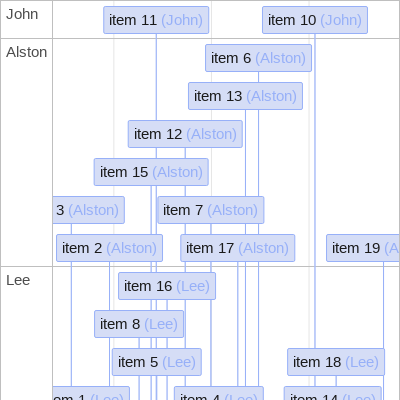 John
item 11 (John)
item 10 (John)
Alston
item 6 (Alston)
item 13 (Alston)
item 12 (Alston)
item 15 (Alston)
3 (Alston)
item 7 (Alston)
item 2 (Alston)
item 17 (Alston)
item 19 (A
Lee
item 16 (Lee)
item 8 (Lee)
item 5 (Lee)
item 18 (Lee)
em 1 (Lee)
item 4 (Lee)
item 14 (Lee)